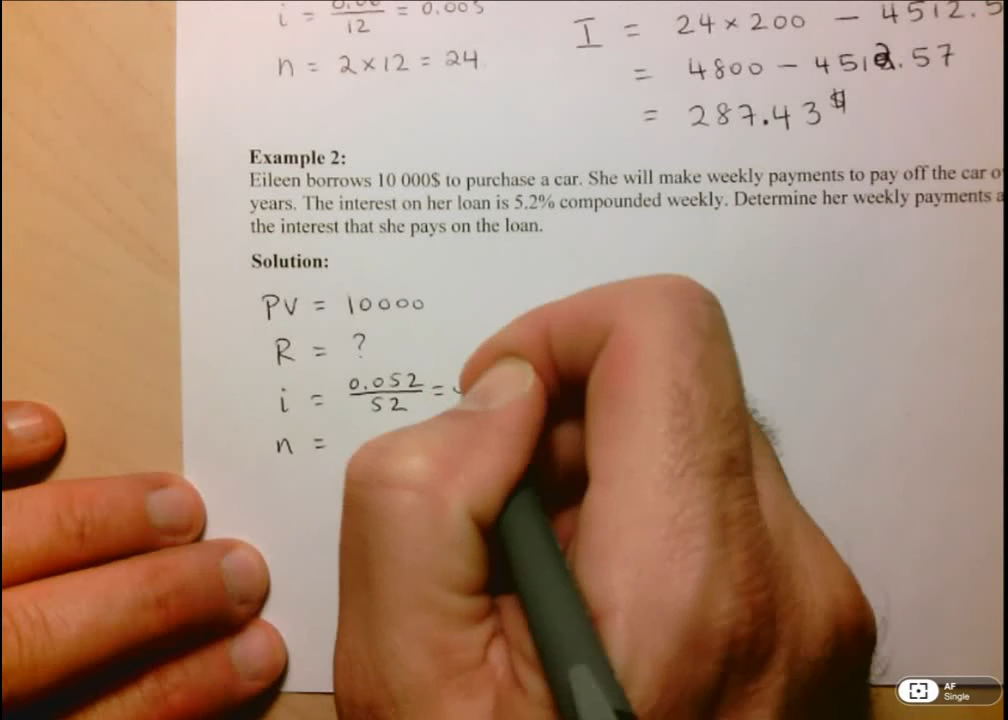 i = 0.06/12 = 0.005
n = 2×12 = 24
I = 24×200 - 4512.5
= 4800 - 4512.57
= 287.43$
Example 2:
Eileen borrows 10 000$ to purchase a car. She will make weekly payments to pay off the car
years. The interest on her loan is 5.2% compounded weekly. Determine her weekly payments
the interest that she pays on the loan.
Solution:
PV = 10000
R = ?
i = 0.052/52 =
n =
AF
Single